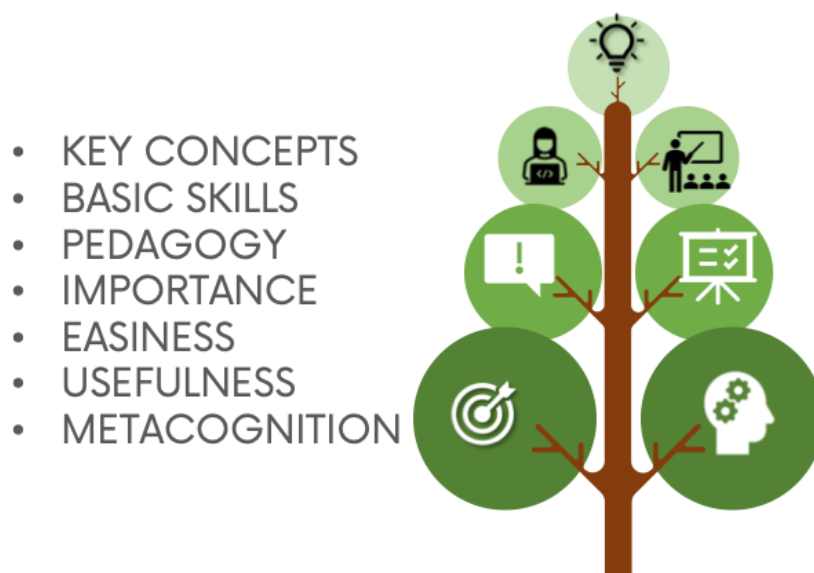 • KEY CONCEPTS
• BASIC SKILLS
• PEDAGOGY
• IMPORTANCE
• EASINESS
• USEFULNESS
• METACOGNITION